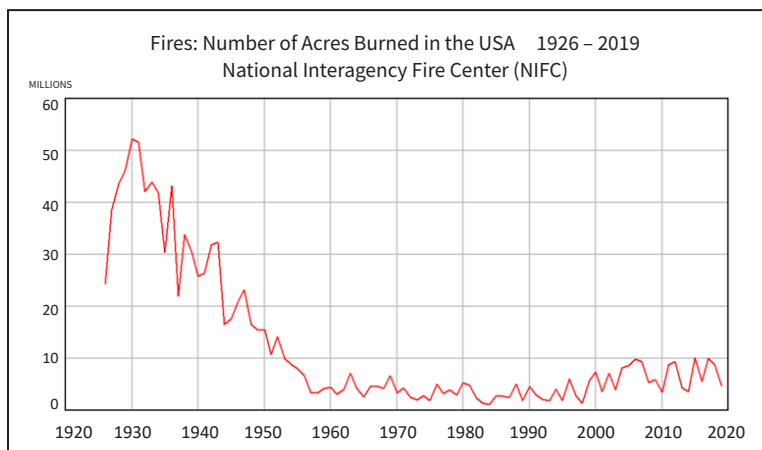 Fires: Number of Acres Burned in the USA 1926 – 2019
National Interagency Fire Center (NIFC)
MILLIONS
60
50
40
30
20
10
0
1920 1930 1940 1950 1960 1970 1980 1990 2000 2010 2020